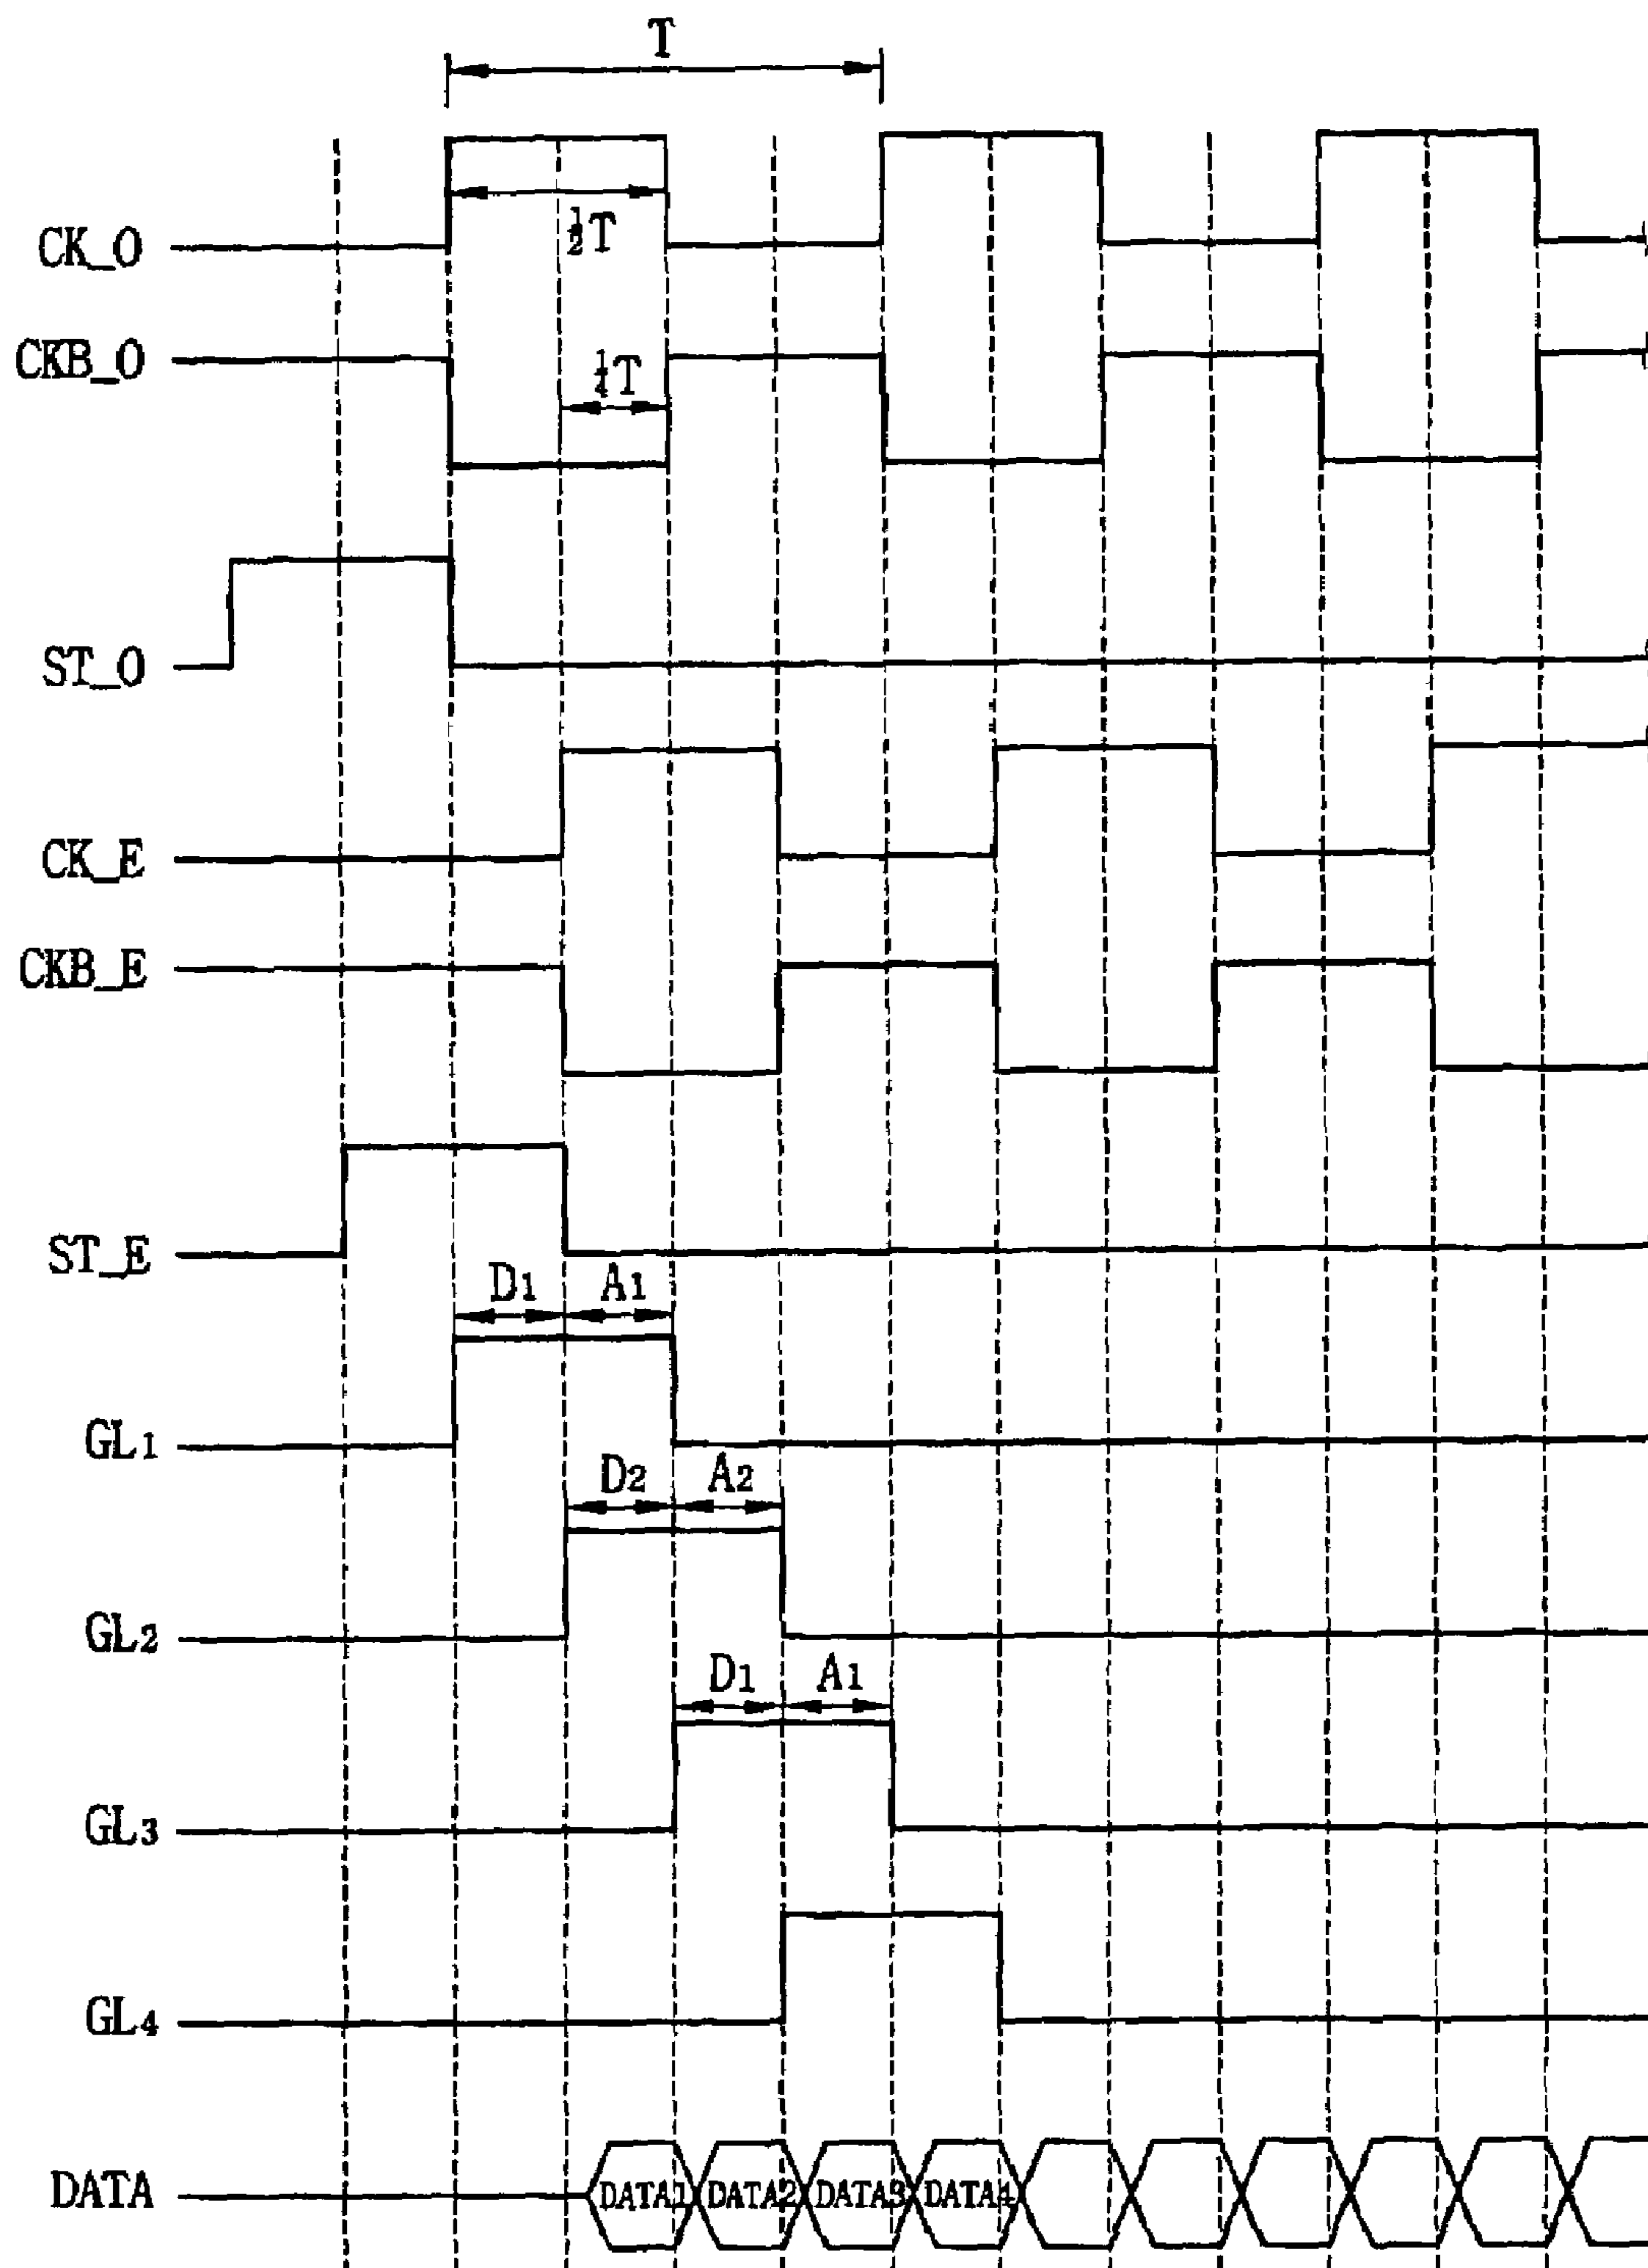 T
CK_O
½T
CKB_O
¼T
ST_O
CK_E
CKB_E
ST_E
D1 A1
GL1
D2 A2
GL2
D1 A1
GL3
GL4
DATA DATA1 DATA2 DATA3 DATA4